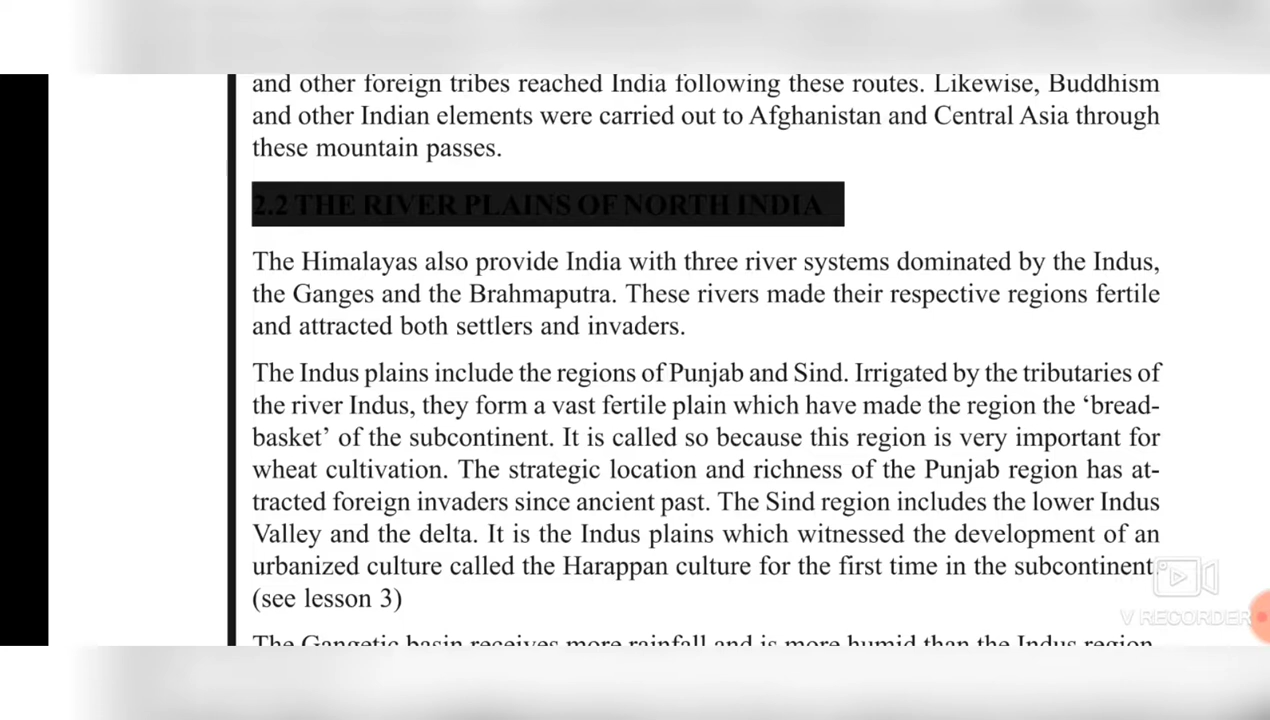 and other foreign tribes reached India following these routes. Likewise, Buddhism
and other Indian elements were carried out to Afghanistan and Central Asia through
these mountain passes.
2.2 THE RIVER PLAINS OF NORTH INDIA
The Himalayas also provide India with three river systems dominated by the Indus,
the Ganges and the Brahmaputra. These rivers made their respective regions fertile
and attracted both settlers and invaders.
The Indus plains include the regions of Punjab and Sind. Irrigated by the tributaries of
the river Indus, they form a vast fertile plain which have made the region the ‘bread-
basket’ of the subcontinent. It is called so because this region is very important for
wheat cultivation. The strategic location and richness of the Punjab region has at-
tracted foreign invaders since ancient past. The Sind region includes the lower Indus
Valley and the delta. It is the Indus plains which witnessed the development of an
urbanized culture called the Harappan culture for the first time in the subcontinent.
(see lesson 3)
The Gangetic basin receives more rainfall and is more humid than the Indus region.
V RECORDER